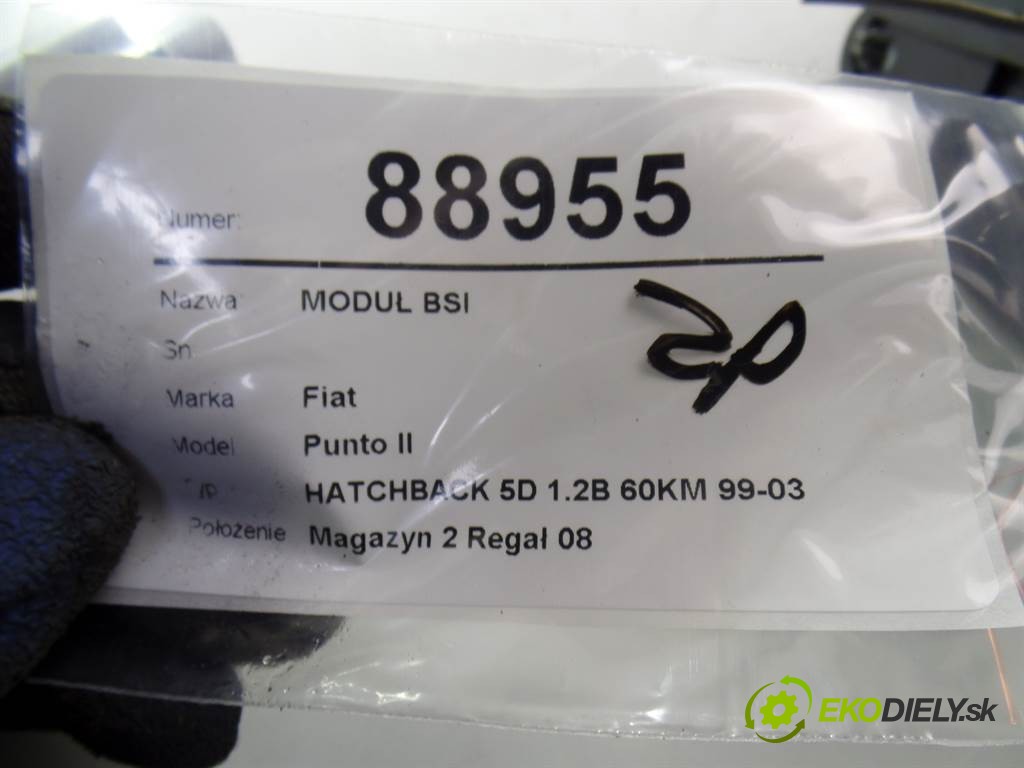 Numer: 88955
Nazwa MODUŁ BSI
Sn
Marka Fiat
Model Punto II
Typ HATCHBACK 5D 1.2B 60KM 99-03
Położenie Magazyn 2 Regał 08
EKODIELY.sk